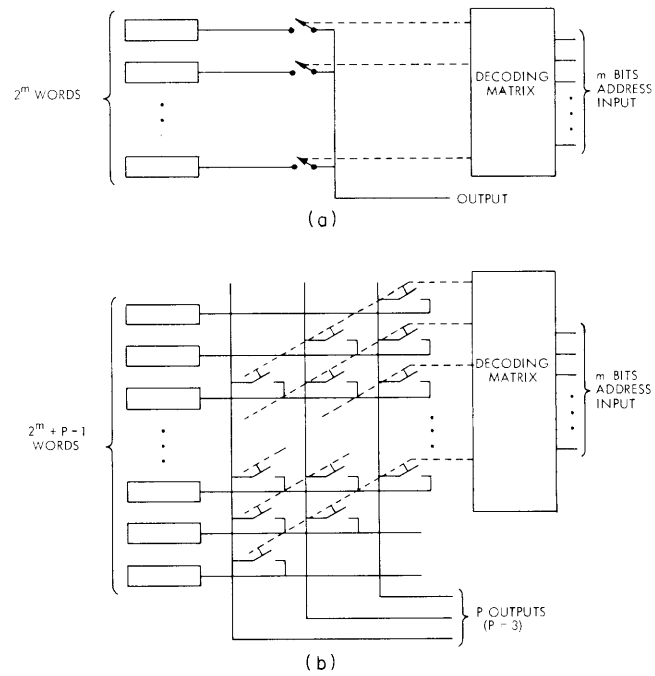 2^m WORDS
DECODING
MATRIX
m BITS
ADDRESS
INPUT
OUTPUT
(a)
2^m + P - 1
WORDS
DECODING
MATRIX
m BITS
ADDRESS
INPUT
P OUTPUTS
(P = 3)
(b)